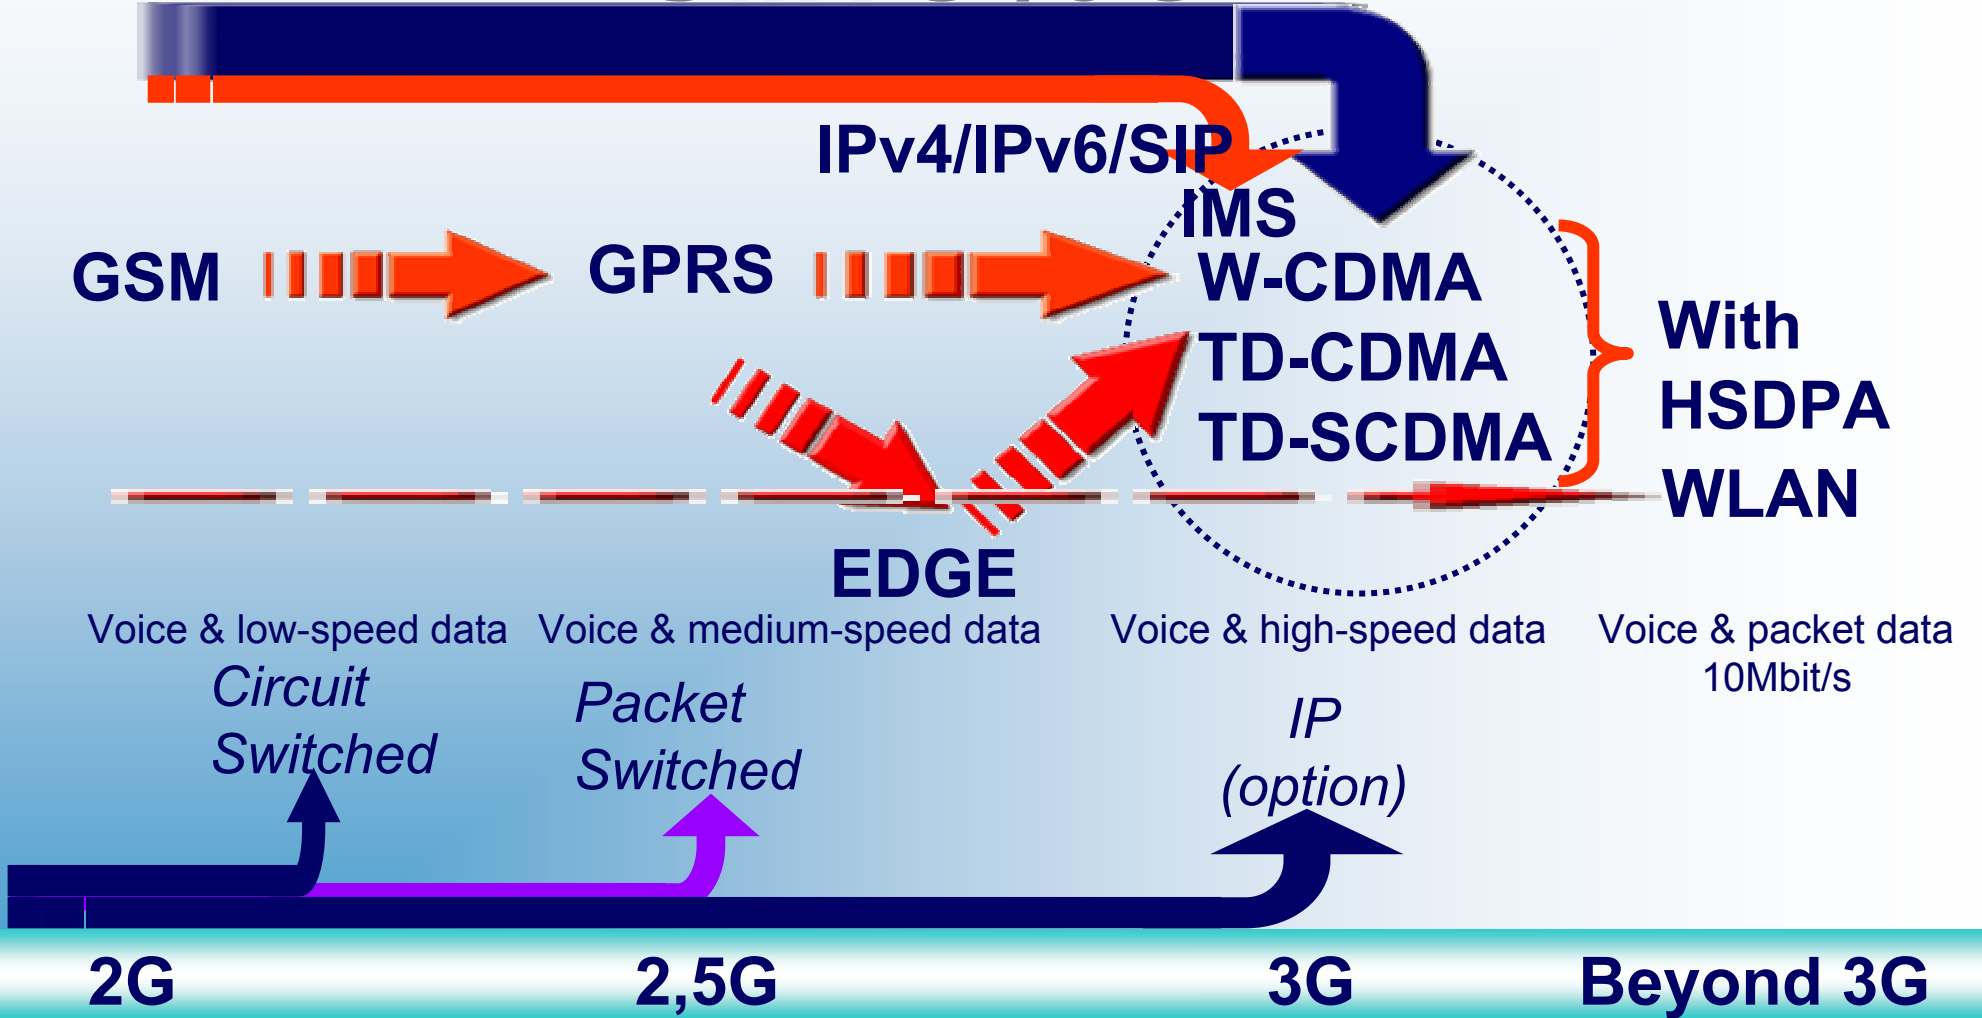 IPv4/IPv6/SIP
IMS
GSM
GPRS
W-CDMA
TD-CDMA
TD-SCDMA
With
HSDPA
WLAN
EDGE
Voice & low-speed data
Voice & medium-speed data
Voice & high-speed data
Voice & packet data
10Mbit/s
Circuit
Switched
Packet
Switched
IP
(option)
2G
2,5G
3G
Beyond 3G